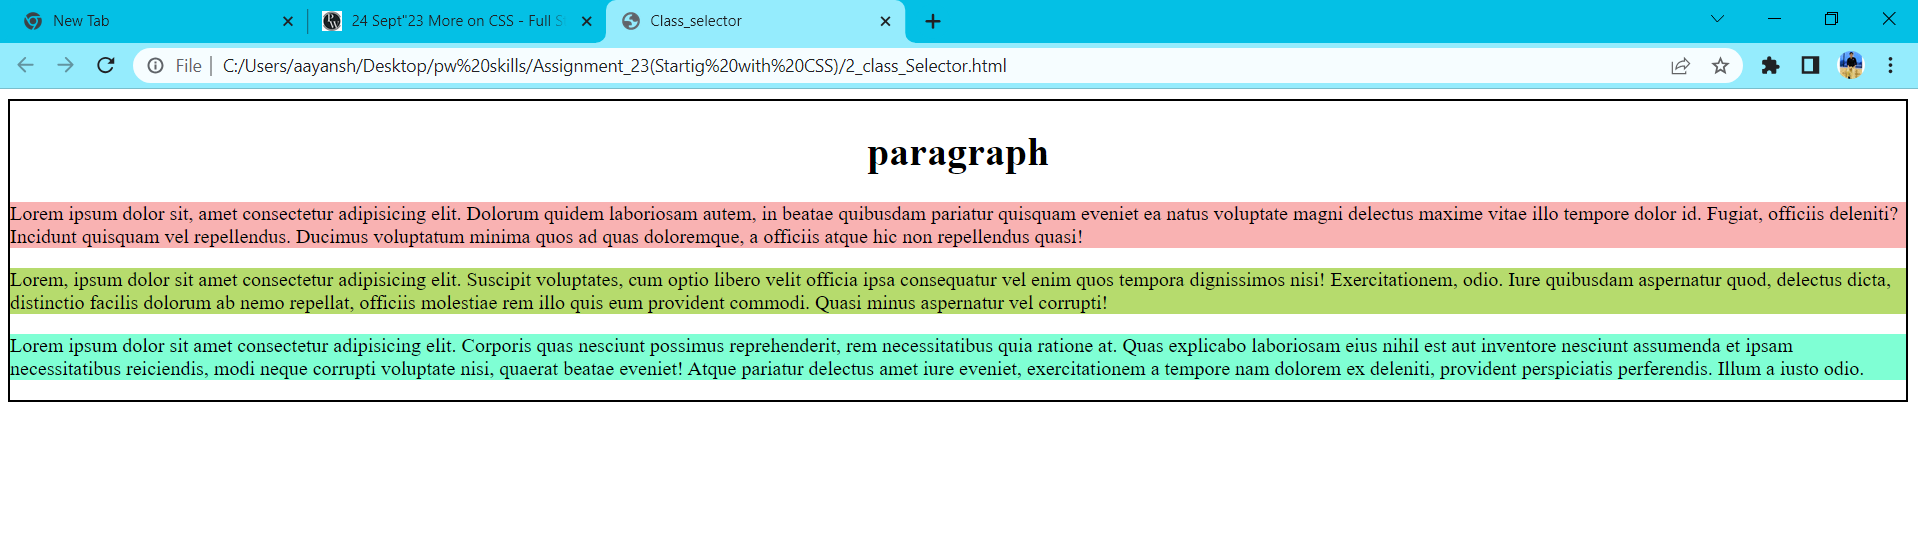 New Tab
24 Sept"23 More on CSS - Full S
Class_selector
File | C:/Users/aayansh/Desktop/pw%20skills/Assignment_23(Startig%20with%20CSS)/2_class_Selector.html
paragraph
Lorem ipsum dolor sit, amet consectetur adipisicing elit. Dolorum quidem laboriosam autem, in beatae quibusdam pariatur quisquam eveniet ea natus voluptate magni delectus maxime vitae illo tempore dolor id. Fugiat, officiis deleniti?
Incidunt quisquam vel repellendus. Ducimus voluptatum minima quos ad quas doloremque, a officiis atque hic non repellendus quasi!
Lorem, ipsum dolor sit amet consectetur adipisicing elit. Suscipit voluptates, cum optio libero velit officia ipsa consequatur vel enim quos tempora dignissimos nisi! Exercitationem, odio. Iure quibusdam aspernatur quod, delectus dicta,
distinctio facilis dolorum ab nemo repellat, officiis molestiae rem illo quis eum provident commodi. Quasi minus aspernatur vel corrupti!
Lorem ipsum dolor sit amet consectetur adipisicing elit. Corporis quas nesciunt possimus reprehenderit, rem necessitatibus quia ratione at. Quas explicabo laboriosam eius nihil est aut inventore nesciunt assumenda et ipsam
necessitatibus reiciendis, modi neque corrupti voluptate nisi, quaerat beatae eveniet! Atque pariatur delectus amet iure eveniet, exercitationem a tempore nam dolorem ex deleniti, provident perspiciatis perferendis. Illum a iusto odio.